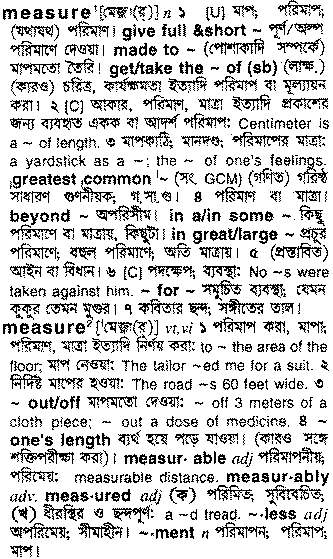 measure¹ [ˈমেজ়া(র্)] n ১ [U] মাপ; পরিমাপ;
(যথাযথ) পরিমাণ। give full &short ~ পূর্ণ/অল্প
পরিমাণে দেওয়া। made to ~ (পোশাকাদি সম্পর্কে)
মাপমতো তৈরি। get/take the ~ of (sb) (লাক্ষ.)
(কারও) চরিত্র, কার্যক্ষমতা ইত্যাদি পরিমাপ বা মূল্যায়ন
করা। ২ [C] আকার, পরিমাণ, মাত্রা ইত্যাদি প্রকাশের
জন্য ব্যবহৃত একক বা আদর্শ পরিমাপ: Centimeter is
a ~ of length. ৩ মাপকাঠি; মানদণ্ড; পরিমাপের মাত্রা:
a yardstick as a ~; the ~ of one's feelings.
greatest common ~ (সং. GCM) (গণিত) গরিষ্ঠ
সাধারণ গুণনীয়ক, গ.সা.গু। ৪ পরিমাণ বা মাত্রা।
beyond ~ অপরিসীম। in a/in some ~ কিছু
পরিমাণে বা মাত্রায়, কিছুটা। in great/large ~ প্রচুর
পরিমাণে; বহুল পরিমাণে; অতি মাত্রায়। ৫ (প্রস্তাবিত)
আইন বা বিধান। ৬ [C] পদক্ষেপ; ব্যবস্থা: No ~s were
taken against him. ~ for ~ সমুচিত ব্যবস্থা; যেমন
কুকুর তেমন মুগুর। ৭ কবিতার ছন্দ; সঙ্গীতের তাল।
measure² [ˈমেজ়া(র্)] vt,vi ১ পরিমাপ করা, মাপা;
পরিমাণ, মাত্রা ইত্যাদি নির্ণয় করা: to ~ the area of the
floor; মাপ নেওয়া: The tailor ~ed me for a suit. ২
নির্দিষ্ট মাপের হওয়া: The road ~s 60 feet wide. ৩
~ out/off মাপমতো দেওয়া: ~ off 3 meters of a
cloth piece; ~ out a dose of medicine. ৪ ~
one's length ব্যর্থ হয়ে পড়ে যাওয়া। (কারও সঙ্গে
শক্তিপরীক্ষা করা)। measur· able adj পরিমাপনীয়;
পরিমেয়: measurable distance. measur·ably
adv. meas·ured adj (ক) পরিমিত; সুবিবেচিত;
(খ) ধীরস্থির ও ছন্দপূর্ণ: a ~d tread. ~·less adj
অপরিমেয়; সীমাহীন। ~·ment n পরিমাপন; পরিমাপ;
মাপ।